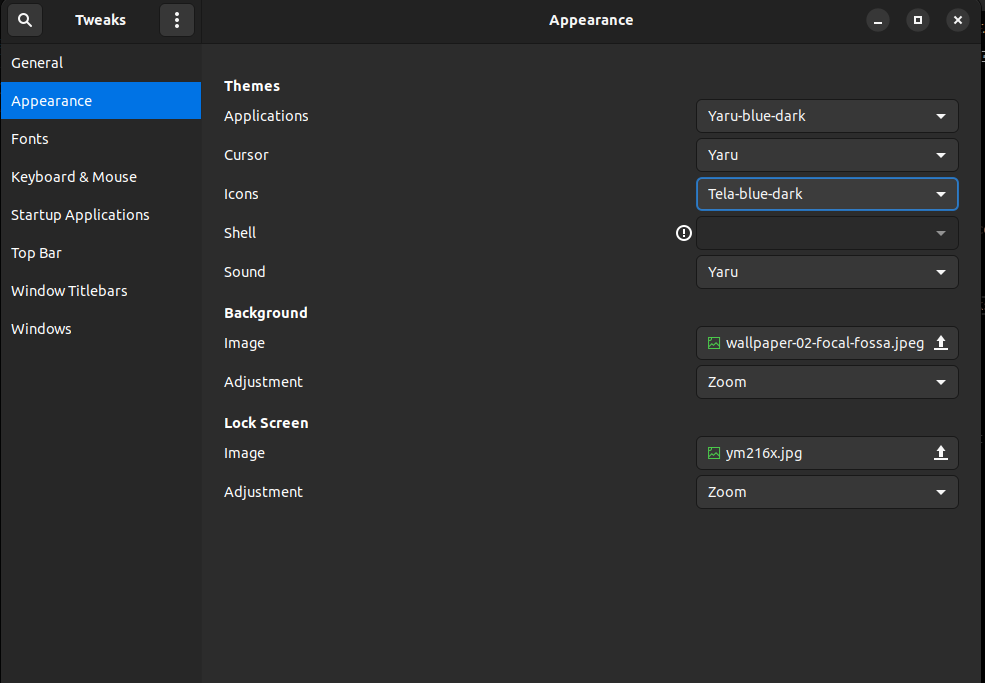 Tweaks
Appearance
General
Appearance
Fonts
Keyboard & Mouse
Startup Applications
Top Bar
Window Titlebars
Windows
Themes
Applications Yaru-blue-dark
Cursor Yaru
Icons Tela-blue-dark
Shell
Sound Yaru
Background
Image wallpaper-02-focal-fossa.jpeg
Adjustment Zoom
Lock Screen
Image ym216x.jpg
Adjustment Zoom